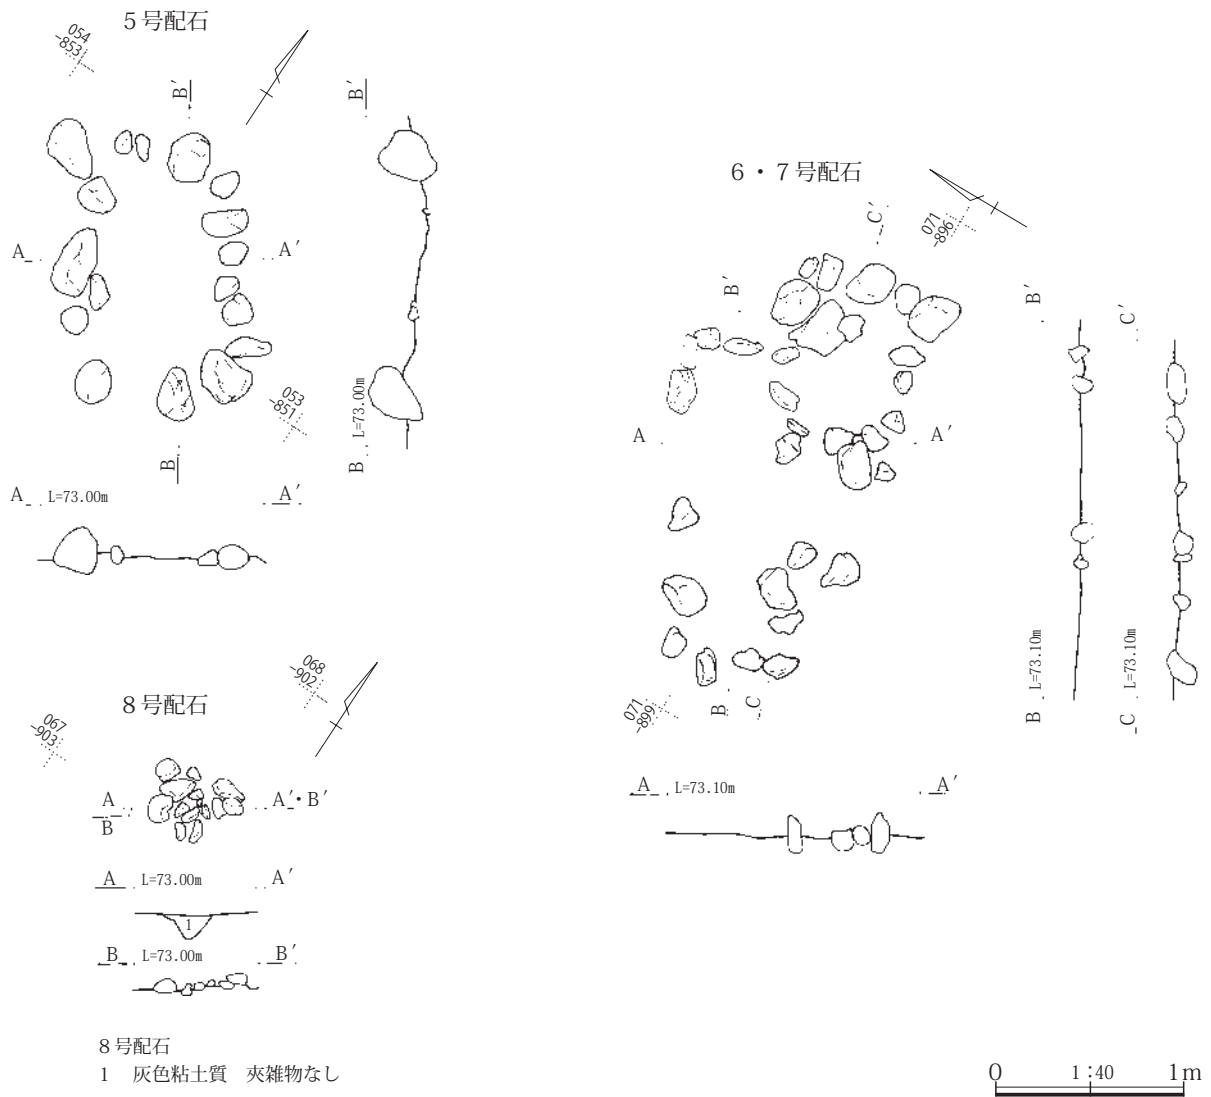 5号配石
054
-853
B′
B′
A
A′
053
-851
B
B L=73.00m
A L=73.00m A′
6・7号配石
071
-896
C′
B′
B′
C′
A
A′
071
-899
B
C
B L=73.10m
C L=73.10m
A L=73.10m A′
8号配石
068
-902
067
-903
A
B
A′・B′
A L=73.00m A′
1
B L=73.00m B′
8号配石
1 灰色粘土質 夾雑物なし
0 1:40 1m